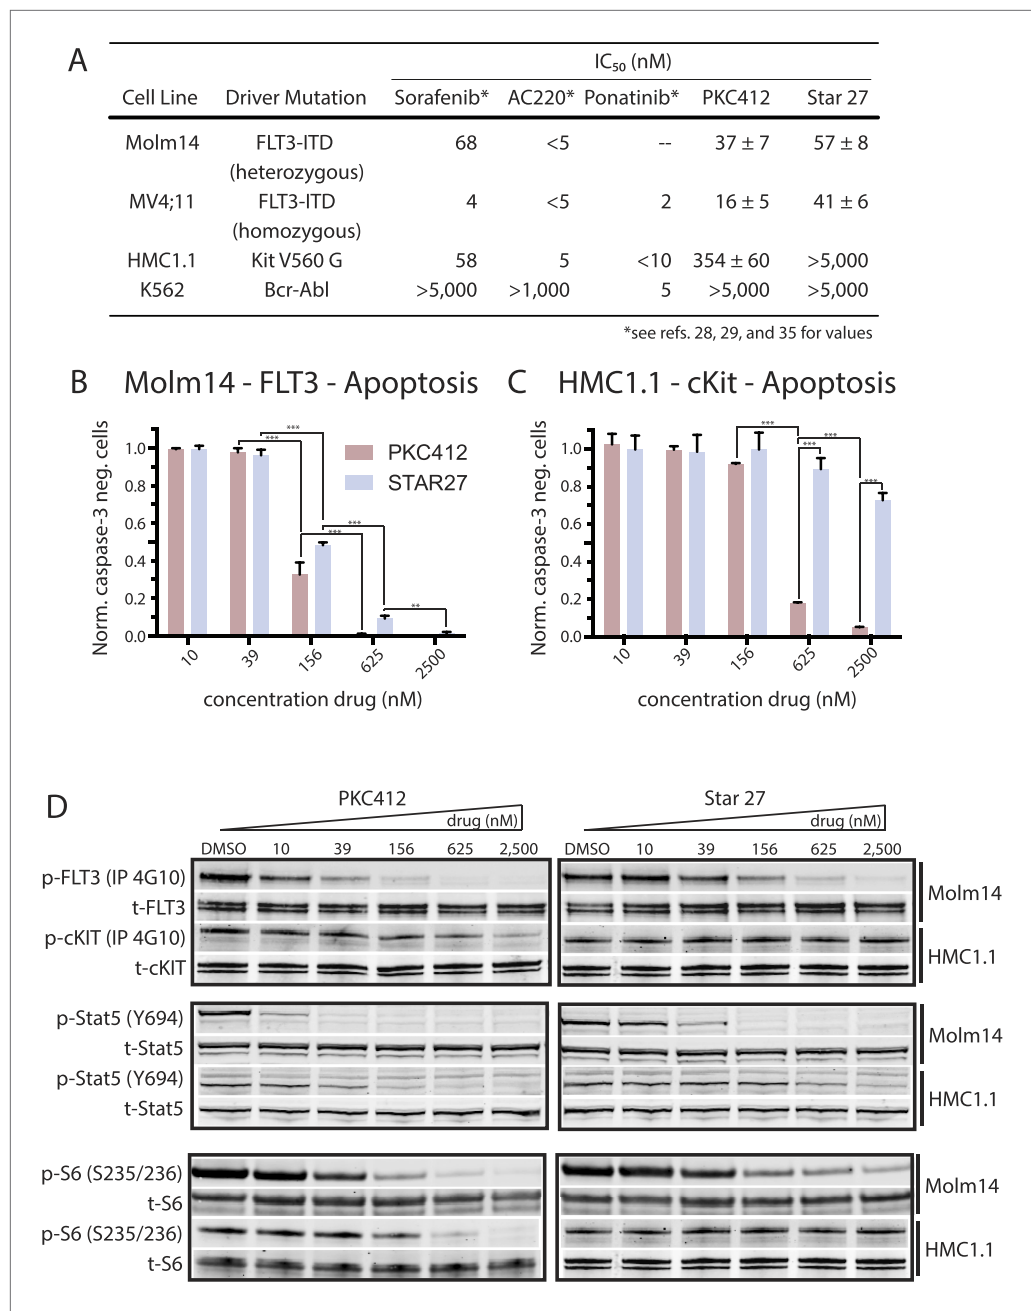 A
IC₅₀ (nM)
Cell Line Driver Mutation Sorafenib* AC220* Ponatinib* PKC412 Star 27
Molm14 FLT3-ITD 68 <5 -- 37 ± 7 57 ± 8
(heterozygous)
MV4;11 FLT3-ITD 4 <5 2 16 ± 5 41 ± 6
(homozygous)
HMC1.1 Kit V560 G 58 5 <10 354 ± 60 >5,000
K562 Bcr-Abl >5,000 >1,000 5 >5,000 >5,000
*see refs. 28, 29, and 35 for values
B Molm14 - FLT3 - Apoptosis
Norm. caspase-3 neg. cells
1.0
0.8
0.6
0.4
0.2
0.0
*** ***
*** ***
**
PKC412
STAR27
10 39 156 625 2500
concentration drug (nM)
C HMC1.1 - cKit - Apoptosis
Norm. caspase-3 neg. cells
1.0
0.8
0.6
0.4
0.2
0.0
*** ***
*** ***
10 39 156 625 2500
concentration drug (nM)
D
PKC412 Star 27
drug (nM) drug (nM)
DMSO 10 39 156 625 2,500 DMSO 10 39 156 625 2,500
p-FLT3 (IP 4G10)
t-FLT3
Molm14
p-cKIT (IP 4G10)
t-cKIT
HMC1.1
p-Stat5 (Y694)
t-Stat5
Molm14
p-Stat5 (Y694)
t-Stat5
HMC1.1
p-S6 (S235/236)
t-S6
Molm14
p-S6 (S235/236)
t-S6
HMC1.1